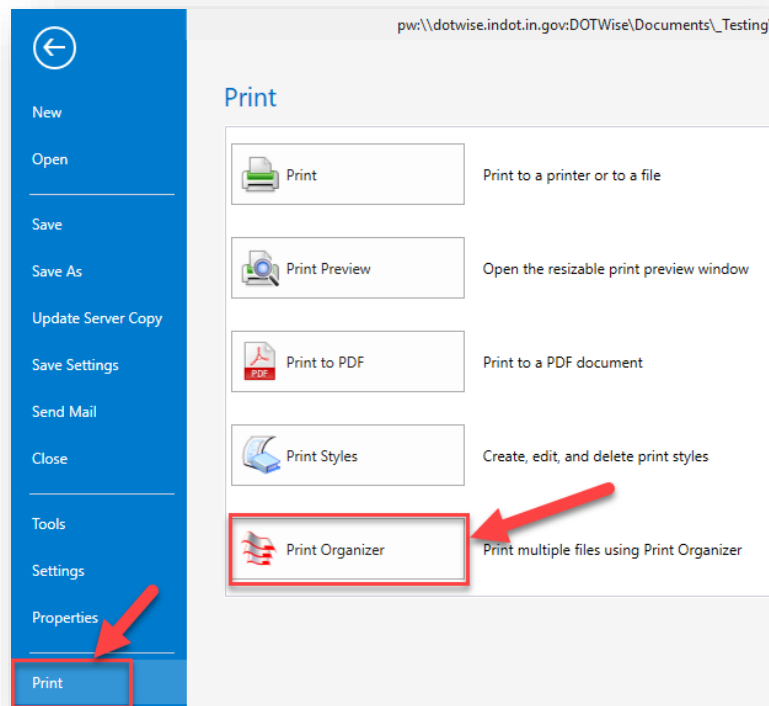 pw:\\dotwise.indot.in.gov:DOTWise\Documents\_Testing\
New
Open
Save
Save As
Update Server Copy
Save Settings
Send Mail
Close
Tools
Settings
Properties
Print
Print
Print
Print to a printer or to a file
Print Preview
Open the resizable print preview window
Print to PDF
PDF
Print to a PDF document
Print Styles
Create, edit, and delete print styles
Print Organizer
Print multiple files using Print Organizer